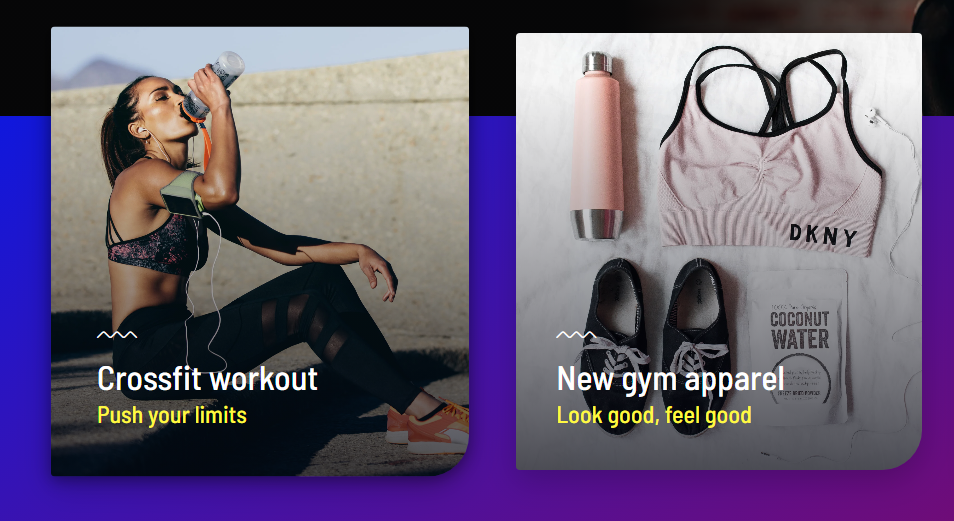 Crossfit workout
Push your limits
DKNY
COCONUT
WATER
New gym apparel
Look good, feel good